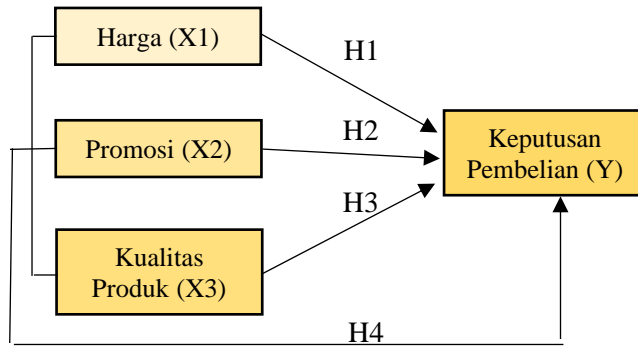 Harga (X1)
H1
Promosi (X2)
H2
Keputusan
Pembelian (Y)
H3
Kualitas
Produk (X3)
H4